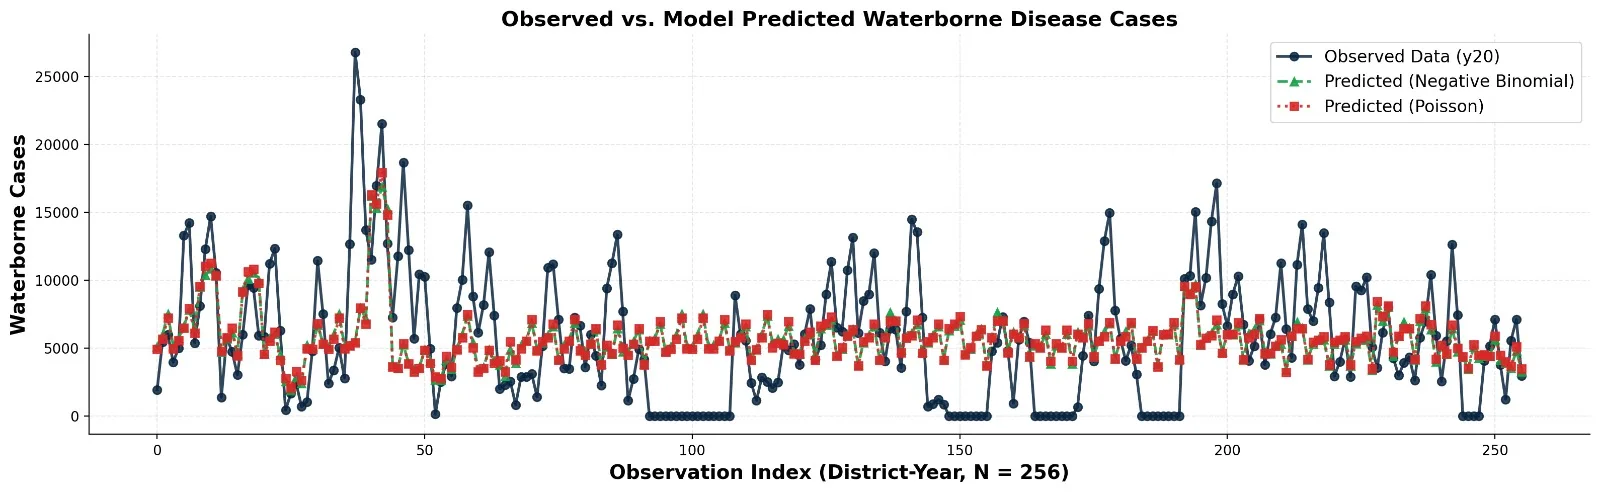 Observed vs. Model Predicted Waterborne Disease Cases
Observed Data (y20)
Predicted (Negative Binomial)
Predicted (Poisson)
Waterborne Cases
25000
20000
15000
10000
5000
0
0 50 100 150 200 250
Observation Index (District-Year, N = 256)